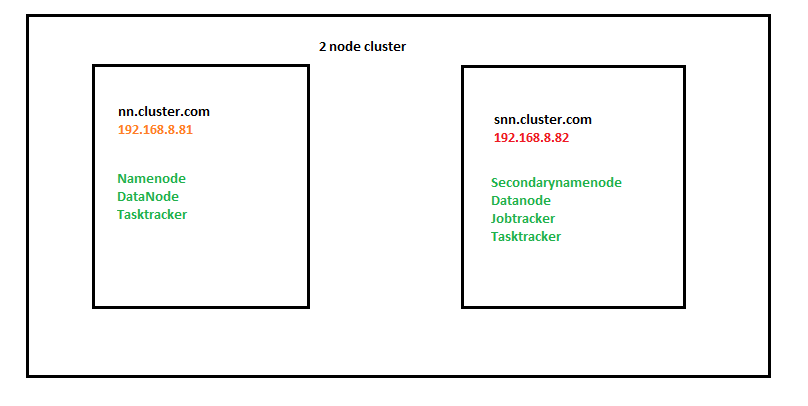 2 node cluster
nn.cluster.com
192.168.8.81
Namenode
DataNode
Tasktracker
snn.cluster.com
192.168.8.82
Secondarynamenode
Datanode
Jobtracker
Tasktracker